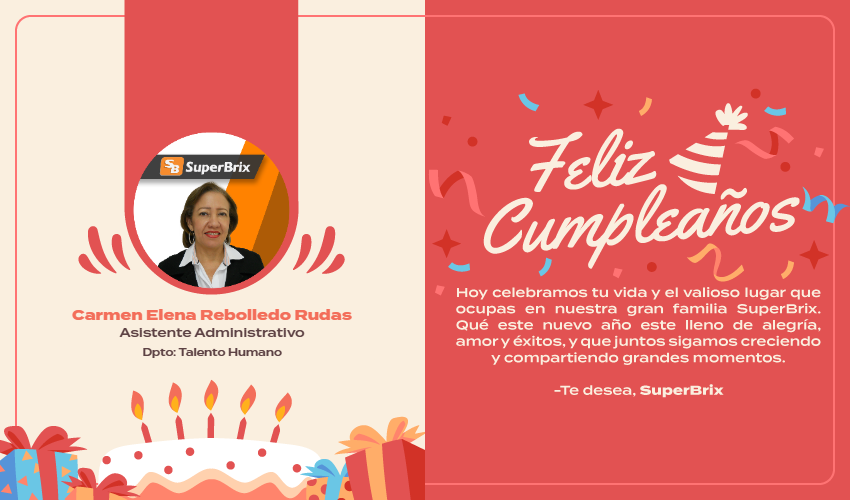 SB SuperBrix
Carmen Elena Rebolledo Rudas
Asistente Administrativo
Dpto: Talento Humano
Feliz
Cumpleaños
Hoy celebramos tu vida y el valioso lugar que
ocupas en nuestra gran familia SuperBrix.
Qué este nuevo año este lleno de alegría,
amor y éxitos, y que juntos sigamos creciendo
y compartiendo grandes momentos.
-Te desea, SuperBrix